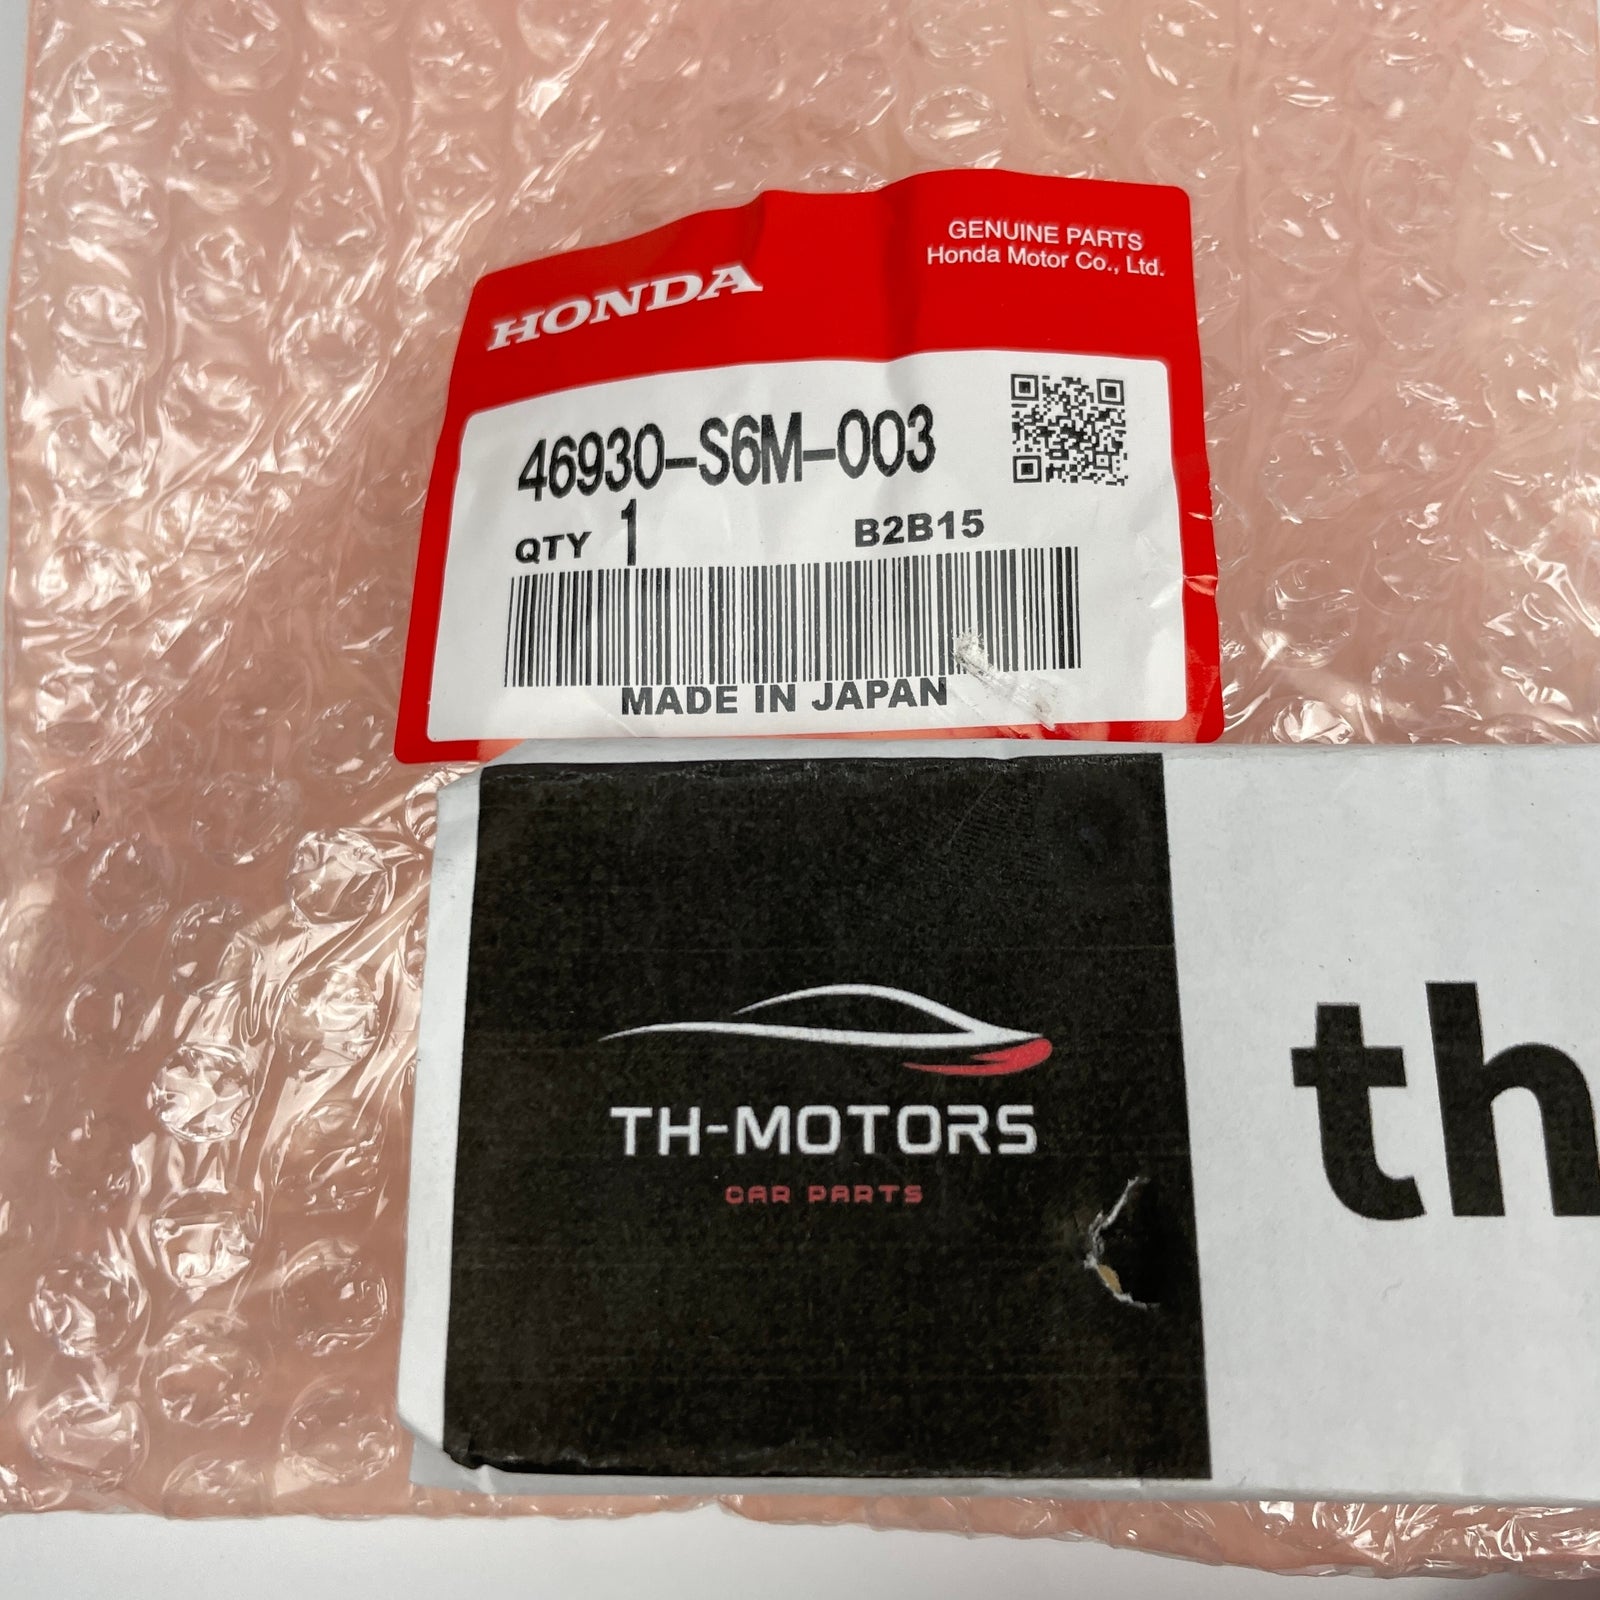 HONDA
GENUINE PARTS
Honda Motor Co., Ltd.
46930-S6M-003
QTY 1
B2B15
MADE IN JAPAN
TH-MOTORS
CAR PARTS
th